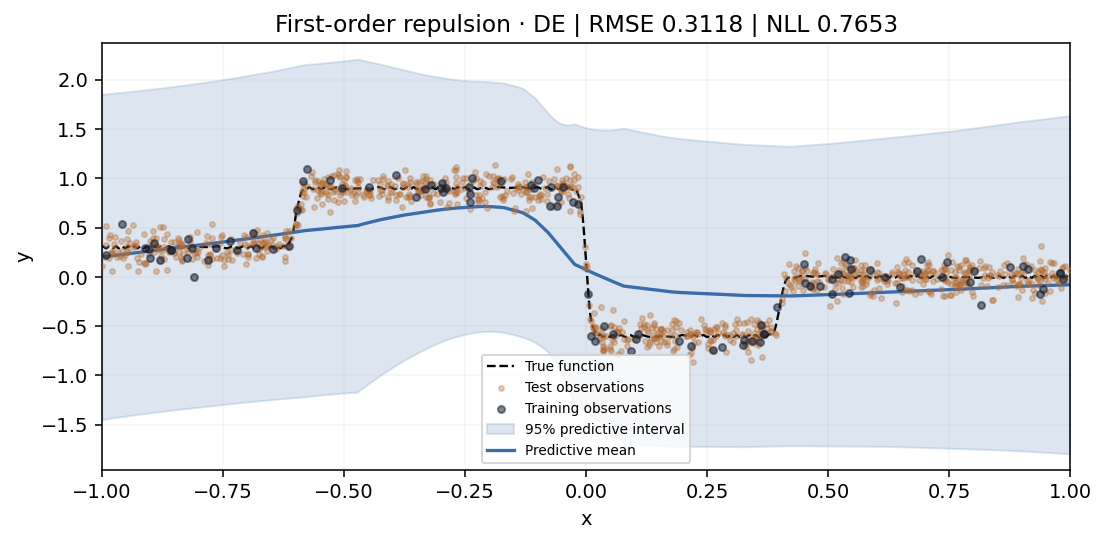 First-order repulsion · DE | RMSE 0.3118 | NLL 0.7653
y
2.0
1.5
1.0
0.5
0.0
−0.5
−1.0
−1.5
True function
Test observations
Training observations
95% predictive interval
Predictive mean
−1.00 −0.75 −0.50 −0.25 0.00 0.25 0.50 0.75 1.00
x